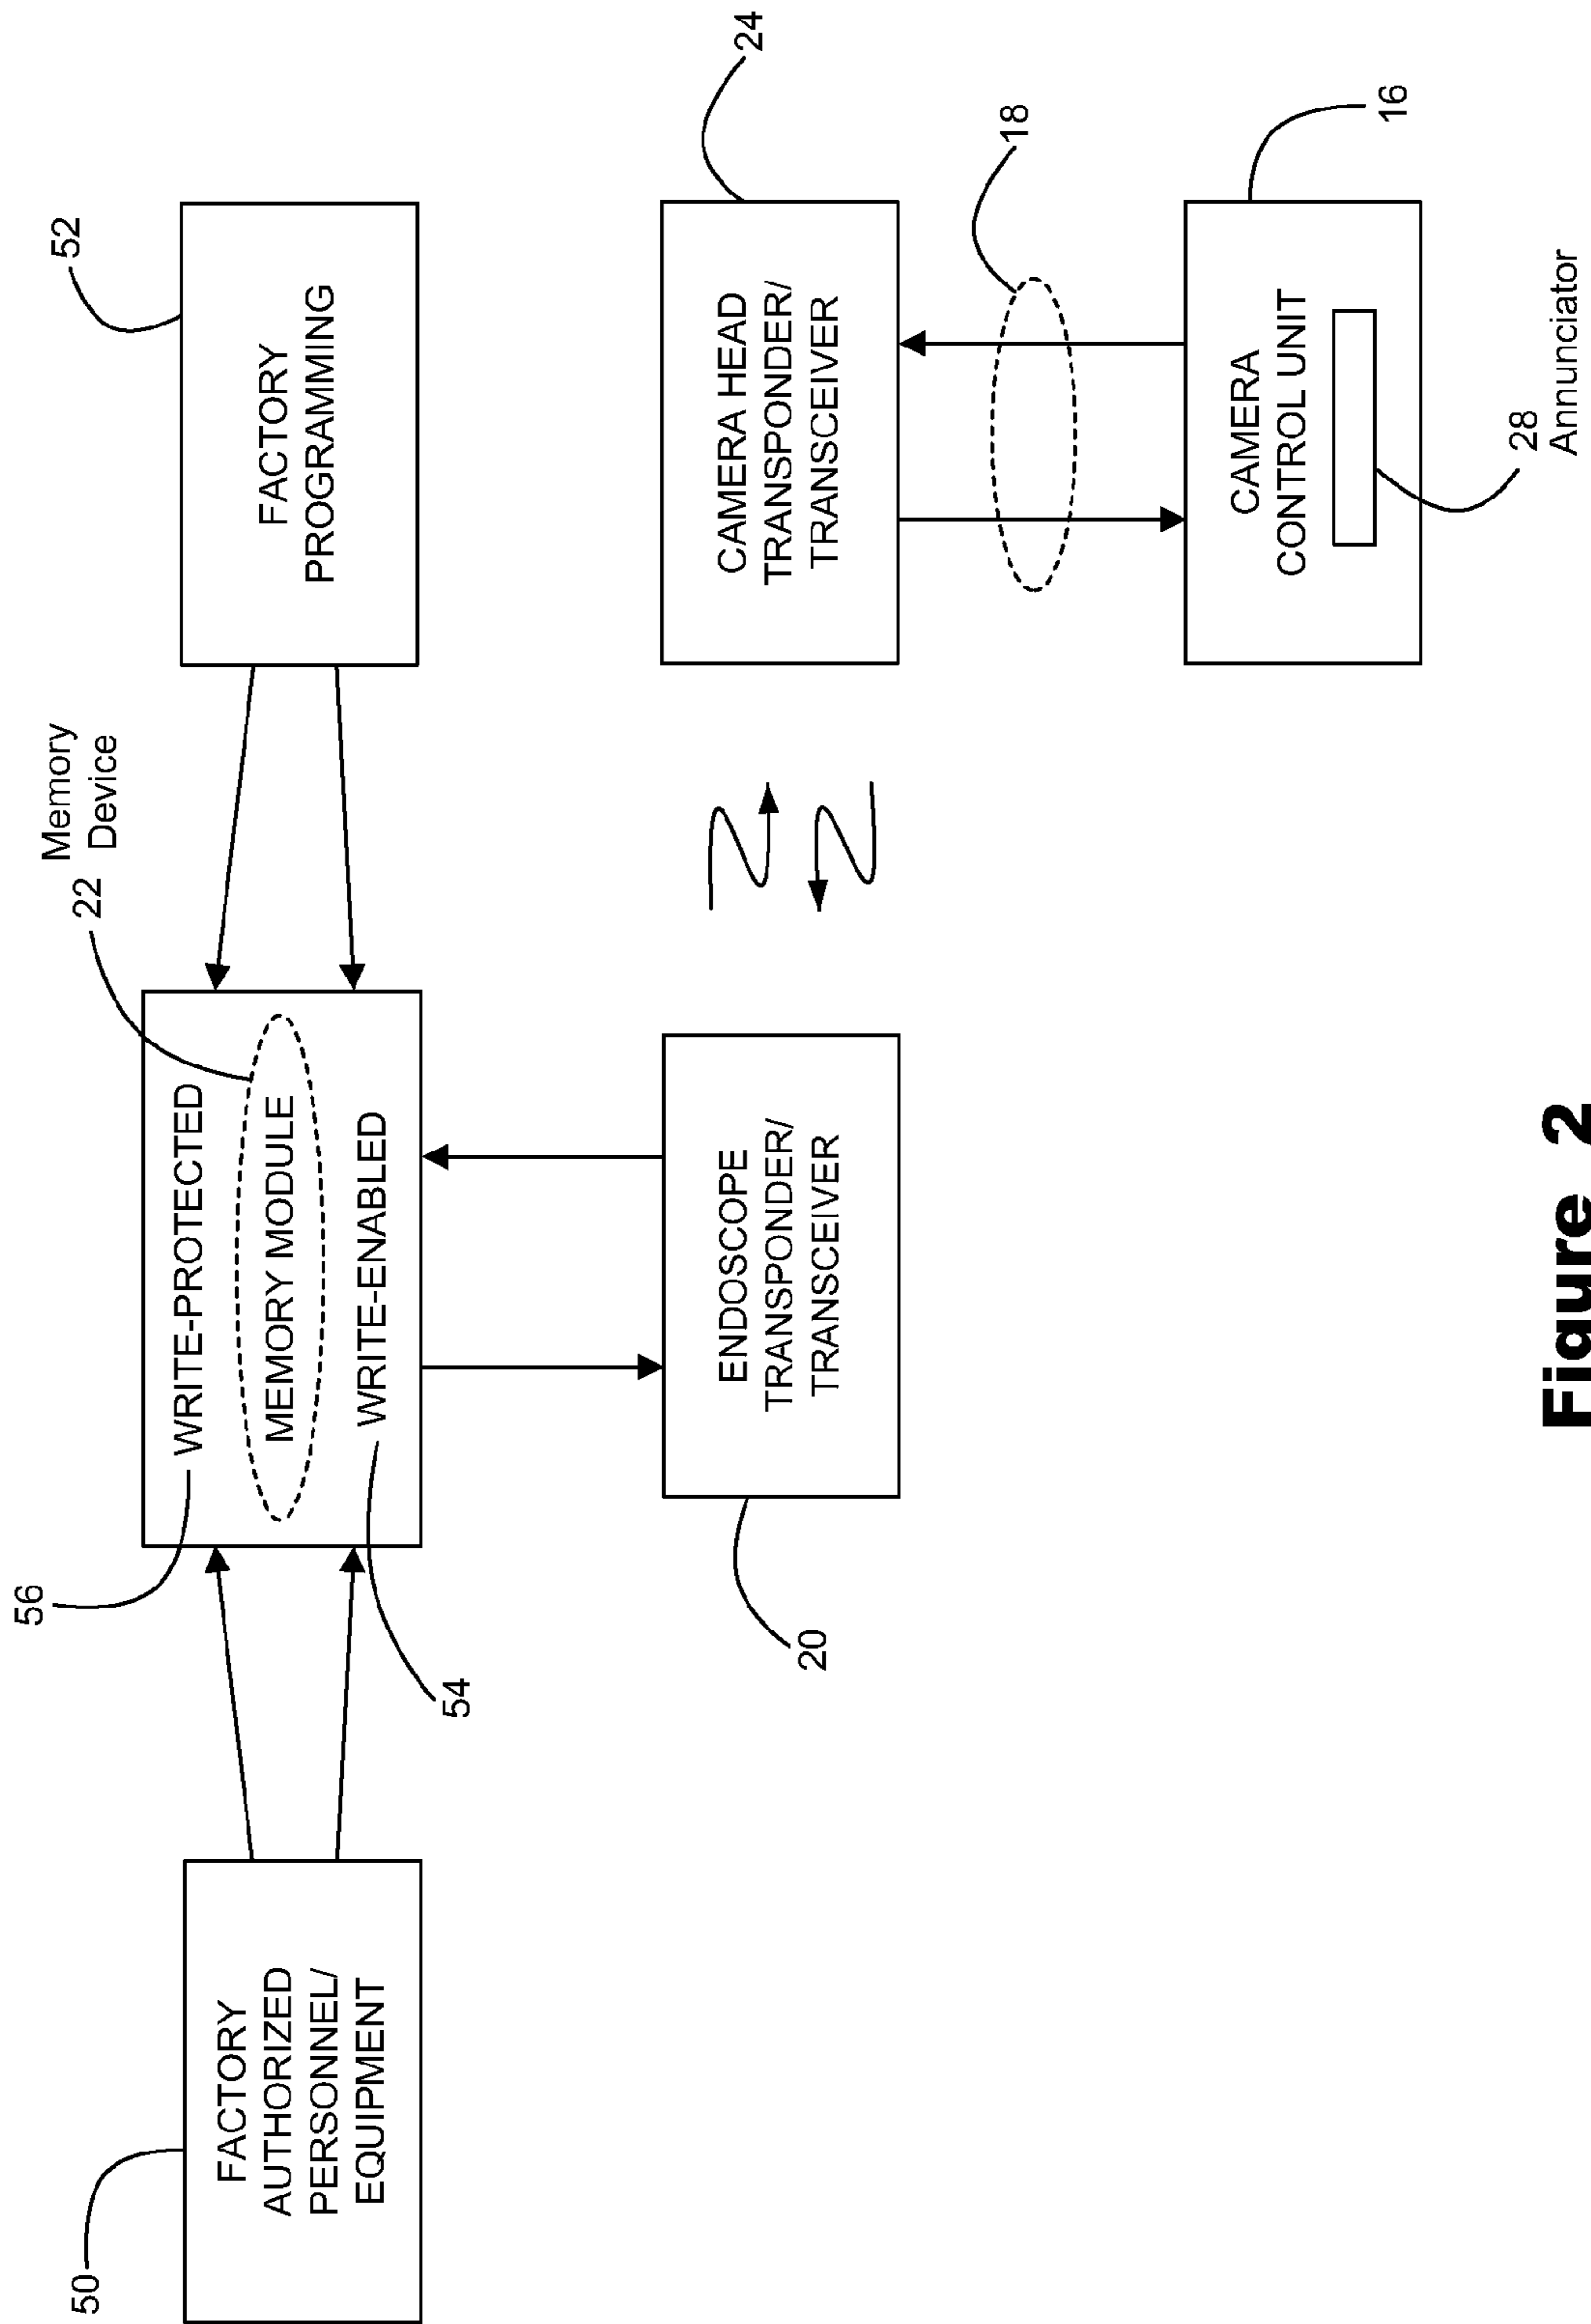 50
FACTORY
AUTHORIZED
PERSONNEL/
EQUIPMENT
56
WRITE-PROTECTED
MEMORY MODULE
WRITE-ENABLED
54
22
Memory
Device
52
FACTORY
PROGRAMMING
20
ENDOSCOPE
TRANSPONDER/
TRANSCEIVER
24
CAMERA HEAD
TRANSPONDER/
TRANSCEIVER
18
16
CAMERA
CONTROL UNIT
28
Annunciator
Figure 2